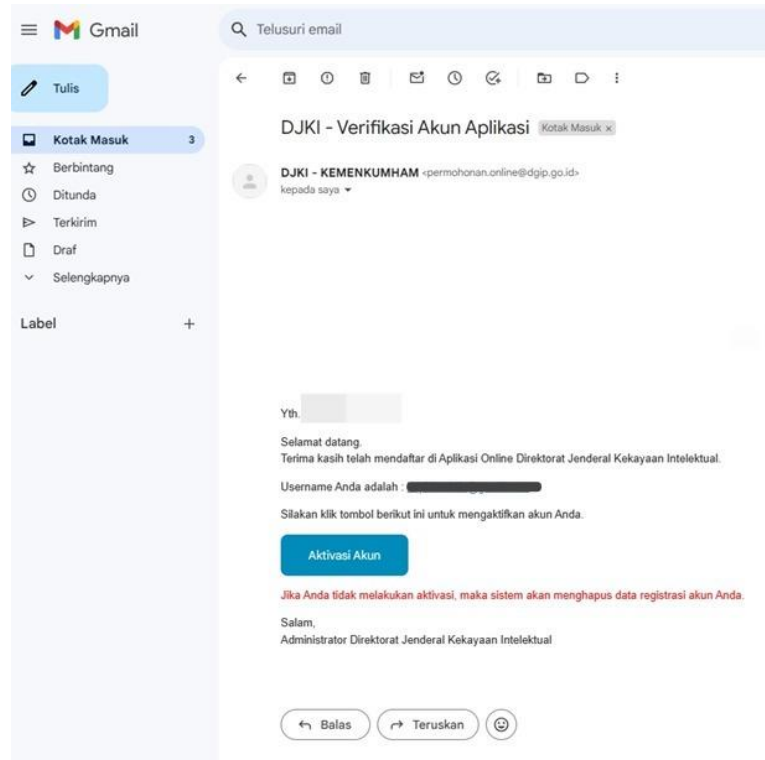 Gmail
Telusuri email
Tulis
Kotak Masuk 3
Berbintang
Ditunda
Terkirim
Draf
Selengkapnya
Label +
DJKI - Verifikasi Akun Aplikasi Kotak Masuk x
DJKI - KEMENKUMHAM <permohonan.online@dgip.go.id>
kepada saya
Yth.
Selamat datang.
Terima kasih telah mendaftar di Aplikasi Online Direktorat Jenderal Kekayaan Intelektual.
Username Anda adalah :
Silakan klik tombol berikut ini untuk mengaktifkan akun Anda.
Aktivasi Akun
Jika Anda tidak melakukan aktivasi, maka sistem akan menghapus data registrasi akun Anda.
Salam,
Administrator Direktorat Jenderal Kekayaan Intelektual
Balas
Teruskan